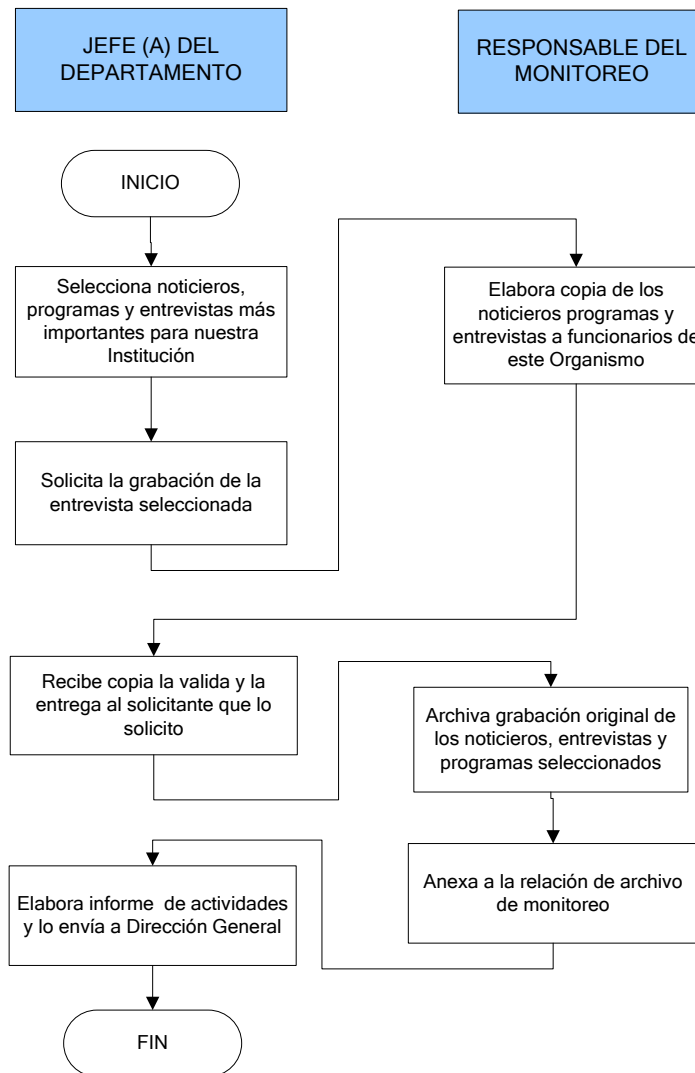 JEFE (A) DEL
DEPARTAMENTO
RESPONSABLE DEL
MONITOREO
INICIO
Selecciona noticieros,
programas y entrevistas más
importantes para nuestra
Institución
Elabora copia de los
noticieros programas y
entrevistas a funcionarios de
este Organismo
Solicita la grabación de la
entrevista seleccionada
Recibe copia la valida y la
entrega al solicitante que lo
solicito
Archiva grabación original de
los noticieros, entrevistas y
programas seleccionados
Elabora informe de actividades
y lo envía a Dirección General
Anexa a la relación de archivo
de monitoreo
FIN